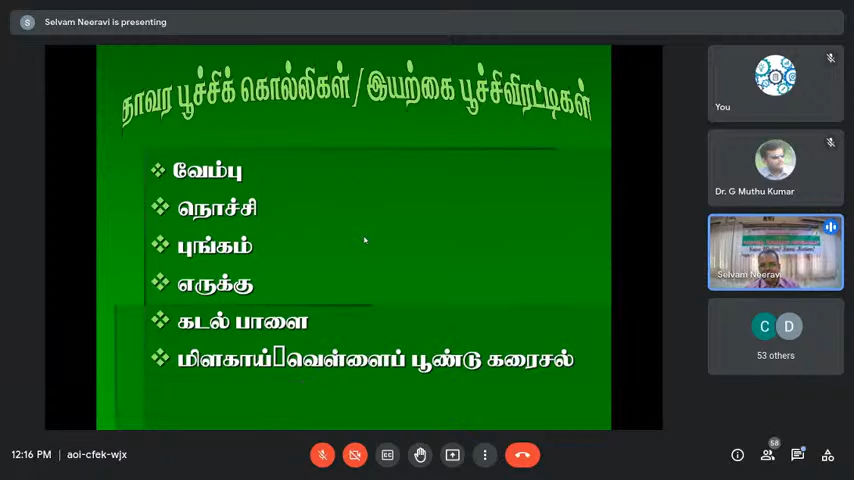 S Selvam Neeravi is presenting
தாவர பூச்சிக் கொல்லிகள் / இயற்கை பூச்சிவிரட்டிகள்
வேம்பு
நொச்சி
புங்கம்
எருக்கு
கடல் பாளை
மிளகாய்▯வெள்ளைப் பூண்டு கரைசல்
You
Dr. G Muthu Kumar
Selvam Neeravi
C D
53 others
12:16 PM | aoi-cfek-wjx
58